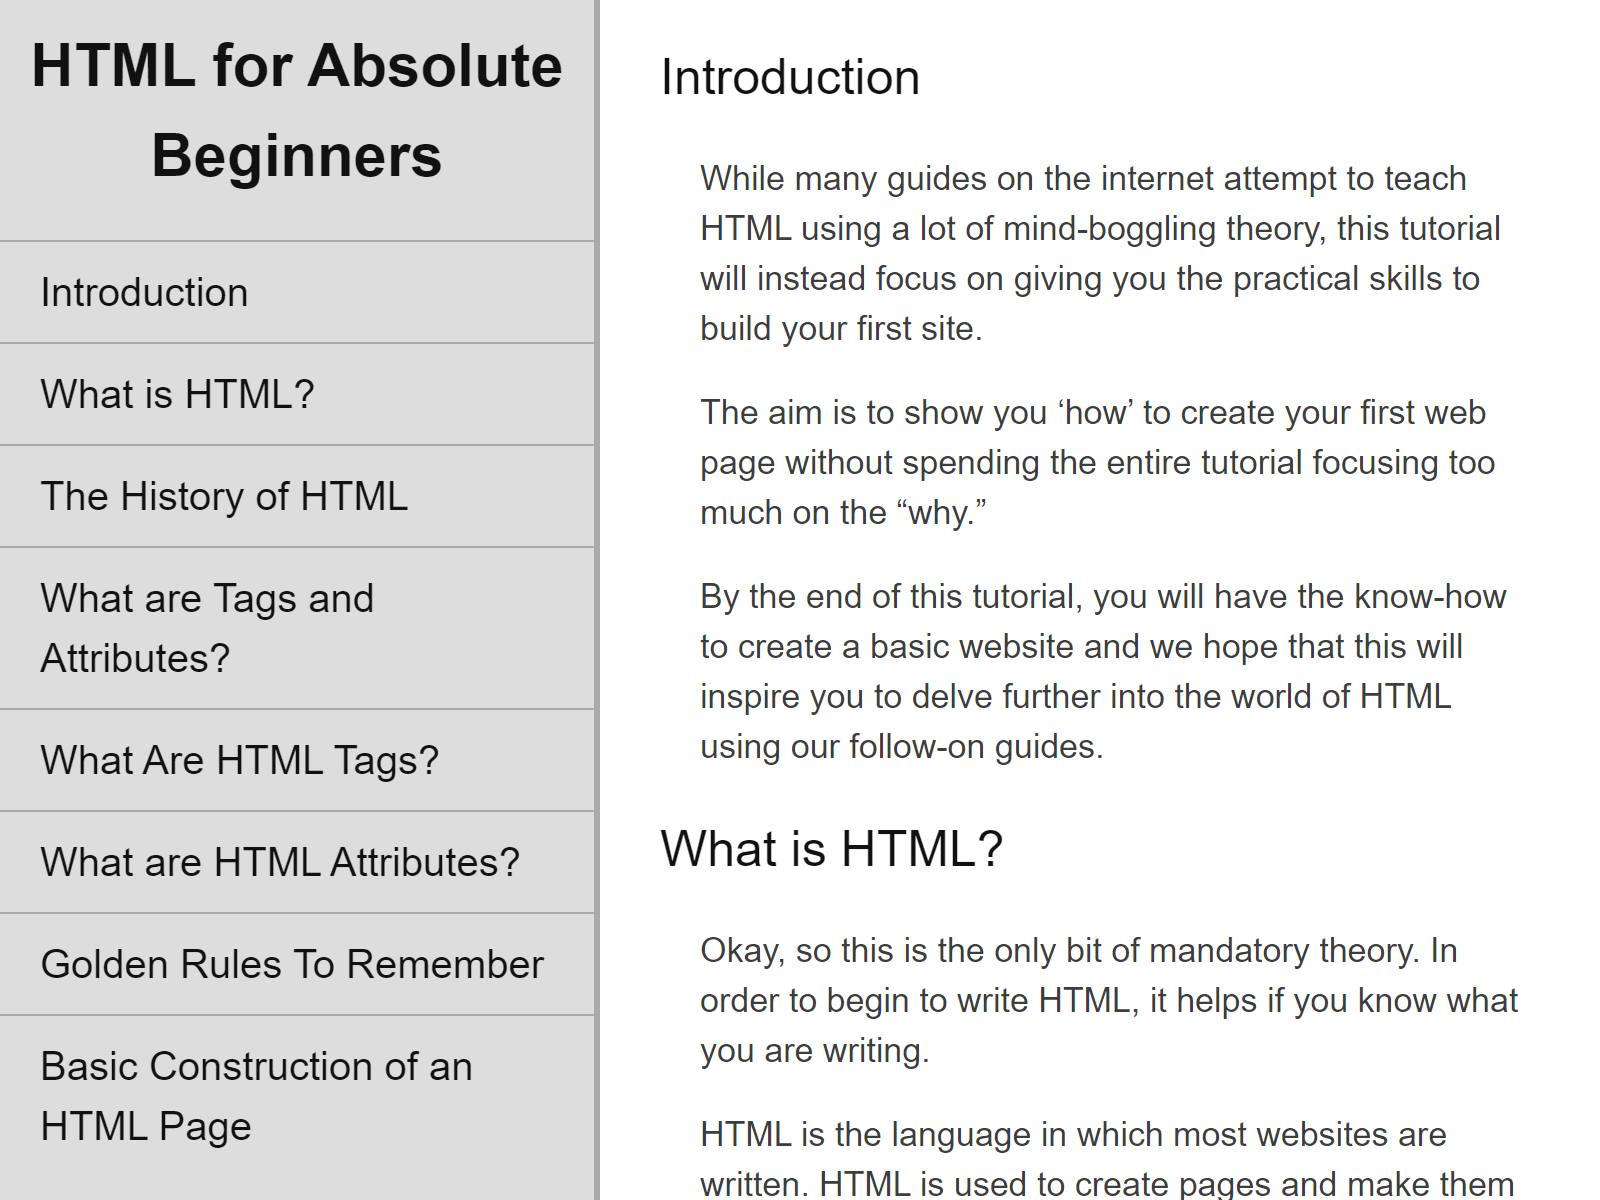 HTML for Absolute
Beginners
Introduction
What is HTML?
The History of HTML
What are Tags and
Attributes?
What Are HTML Tags?
What are HTML Attributes?
Golden Rules To Remember
Basic Construction of an
HTML Page
Introduction
While many guides on the internet attempt to teach
HTML using a lot of mind-boggling theory, this tutorial
will instead focus on giving you the practical skills to
build your first site.
The aim is to show you ‘how’ to create your first web
page without spending the entire tutorial focusing too
much on the “why.”
By the end of this tutorial, you will have the know-how
to create a basic website and we hope that this will
inspire you to delve further into the world of HTML
using our follow-on guides.
What is HTML?
Okay, so this is the only bit of mandatory theory. In
order to begin to write HTML, it helps if you know what
you are writing.
HTML is the language in which most websites are
written. HTML is used to create pages and make them